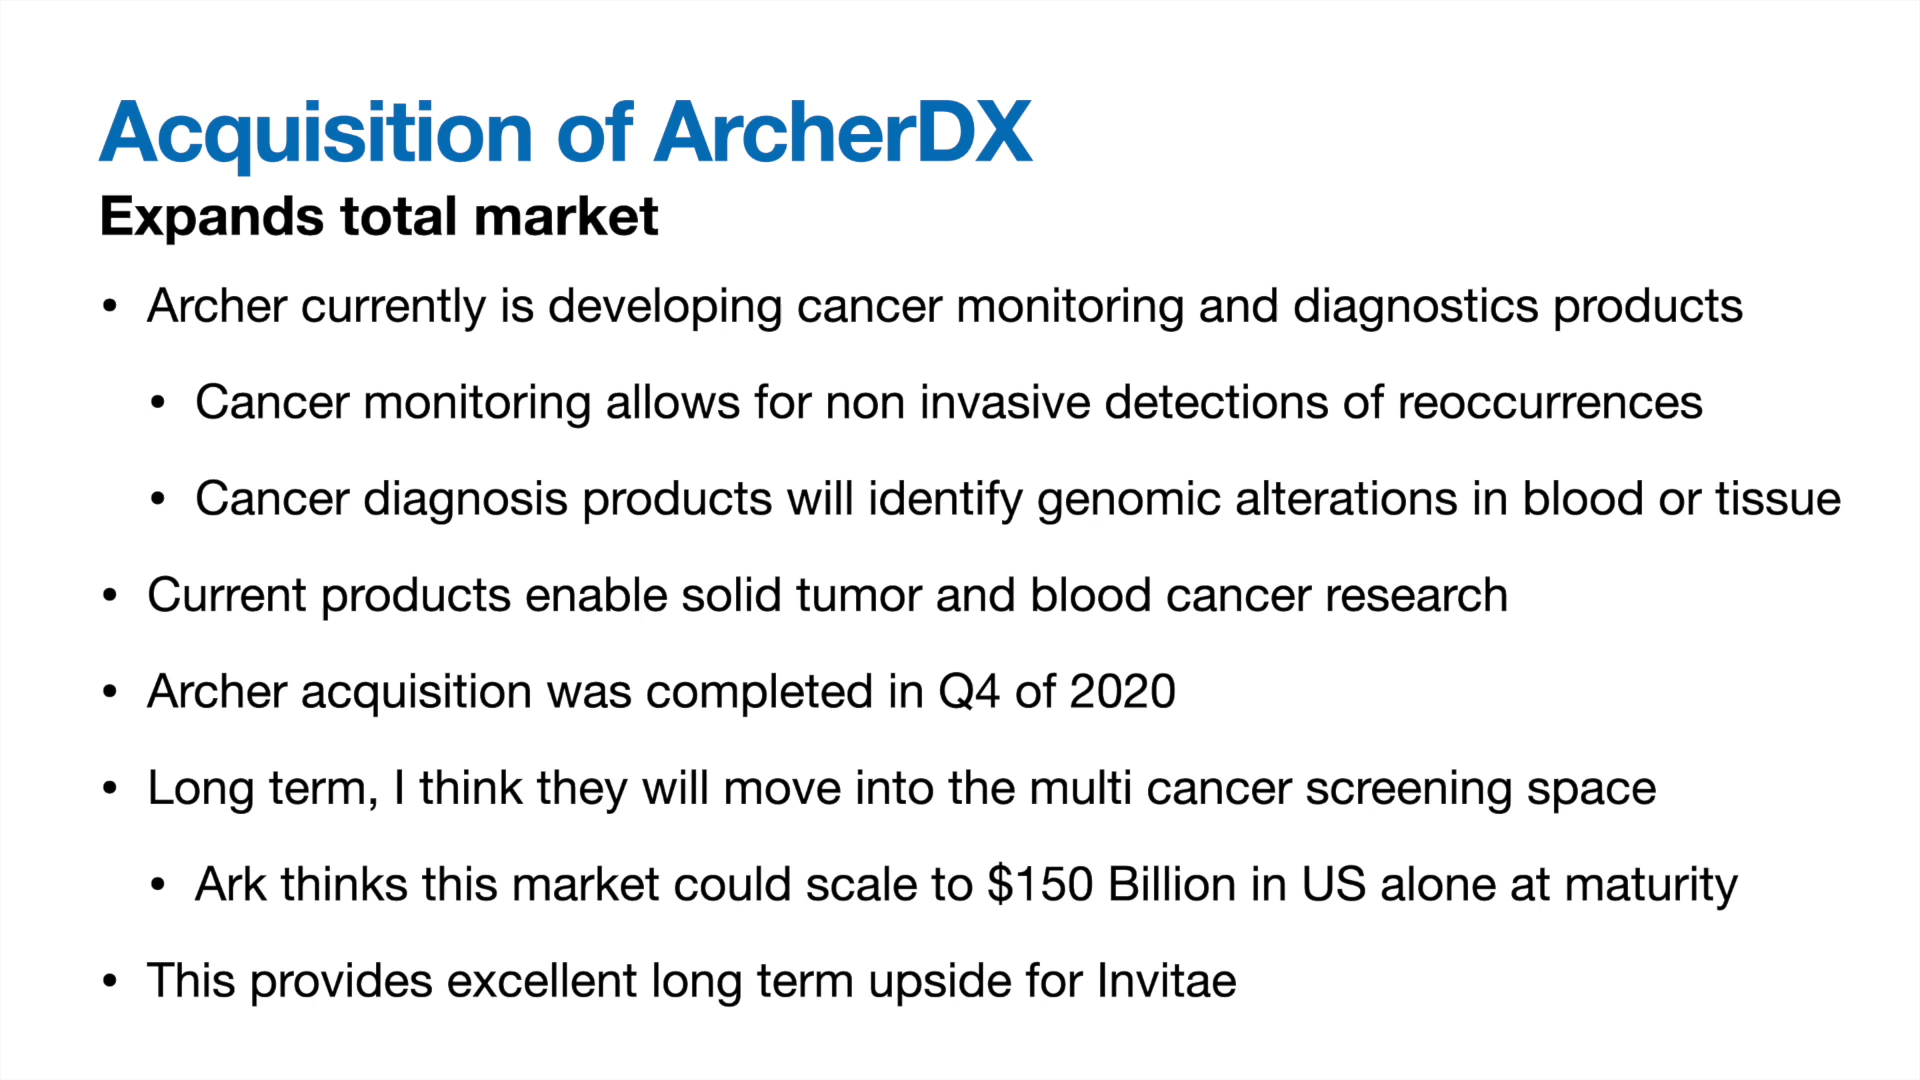 Acquisition of ArcherDX
Expands total market
• Archer currently is developing cancer monitoring and diagnostics products
• Cancer monitoring allows for non invasive detections of reoccurrences
• Cancer diagnosis products will identify genomic alterations in blood or tissue
• Current products enable solid tumor and blood cancer research
• Archer acquisition was completed in Q4 of 2020
• Long term, I think they will move into the multi cancer screening space
• Ark thinks this market could scale to $150 Billion in US alone at maturity
• This provides excellent long term upside for Invitae